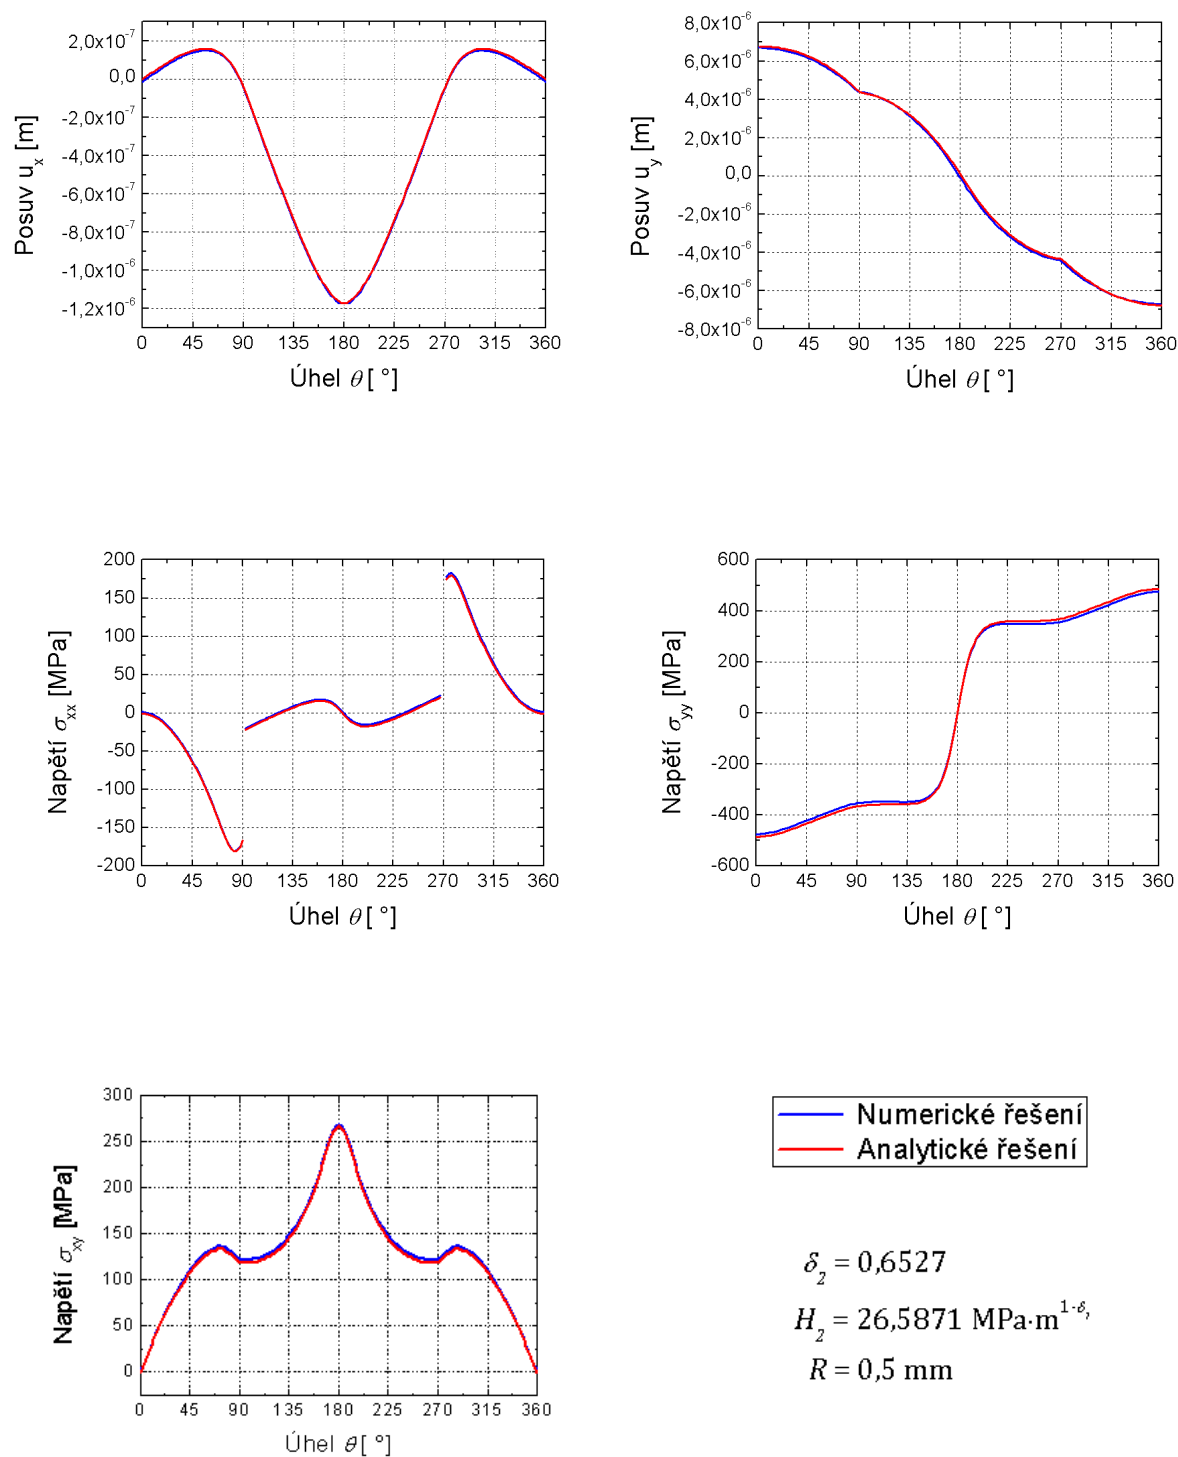 2,0x10-7
0,0
-2,0x10-7
-4,0x10-7
-6,0x10-7
-8,0x10-7
-1,0x10-6
-1,2x10-6
Posuv ux [m]
0 45 90 135 180 225 270 315 360
Úhel θ [ °]
8,0x10-6
6,0x10-6
4,0x10-6
2,0x10-6
0,0
-2,0x10-6
-4,0x10-6
-6,0x10-6
-8,0x10-6
Posuv uy [m]
0 45 90 135 180 225 270 315 360
Úhel θ [ °]
200
150
100
50
0
-50
-100
-150
-200
Napětí σxx [MPa]
0 45 90 135 180 225 270 315 360
Úhel θ [ °]
600
400
200
0
-200
-400
-600
Napětí σyy [MPa]
0 45 90 135 180 225 270 315 360
Úhel θ [ °]
300
250
200
150
100
50
0
Napětí σxy [MPa]
0 45 90 135 180 225 270 315 360
Úhel θ [ °]
Numerické řešení
Analytické řešení
δ2 = 0,6527
H2 = 26,5871 MPa·m1-δ
R = 0,5 mm